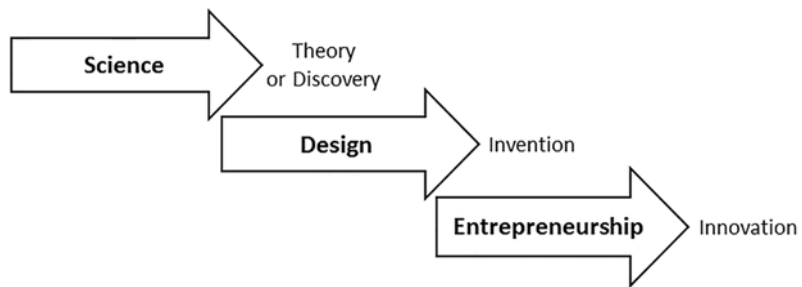 Science
Theory
or Discovery
Design
Invention
Entrepreneurship
Innovation